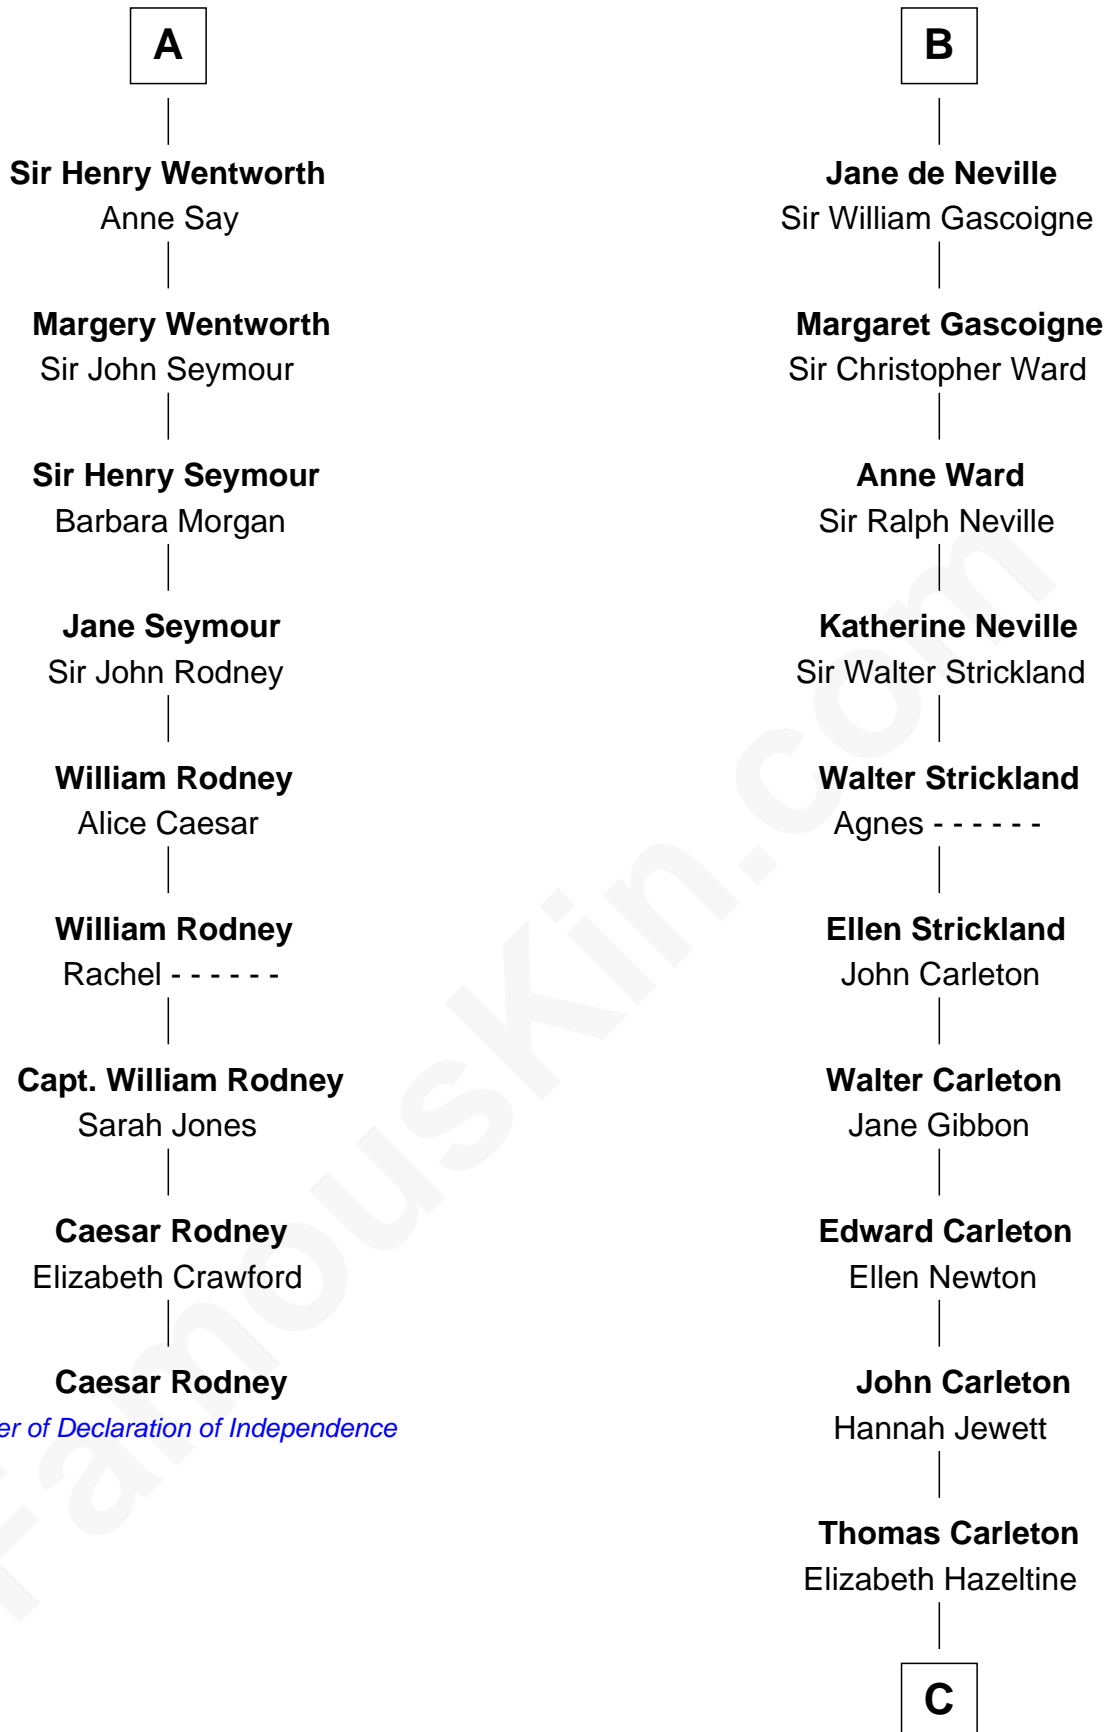 A
Sir Henry Wentworth
Anne Say
Margery Wentworth
Sir John Seymour
Sir Henry Seymour
Barbara Morgan
Jane Seymour
Sir John Rodney
William Rodney
Alice Caesar
William Rodney
Rachel - - - - - -
Capt. William Rodney
Sarah Jones
Caesar Rodney
Elizabeth Crawford
Caesar Rodney
er of Declaration of Independence
B
Jane de Neville
Sir William Gascoigne
Margaret Gascoigne
Sir Christopher Ward
Anne Ward
Sir Ralph Neville
Katherine Neville
Sir Walter Strickland
Walter Strickland
Agnes - - - - - -
Ellen Strickland
John Carleton
Walter Carleton
Jane Gibbon
Edward Carleton
Ellen Newton
John Carleton
Hannah Jewett
Thomas Carleton
Elizabeth Hazeltine
C
FamousKin.com